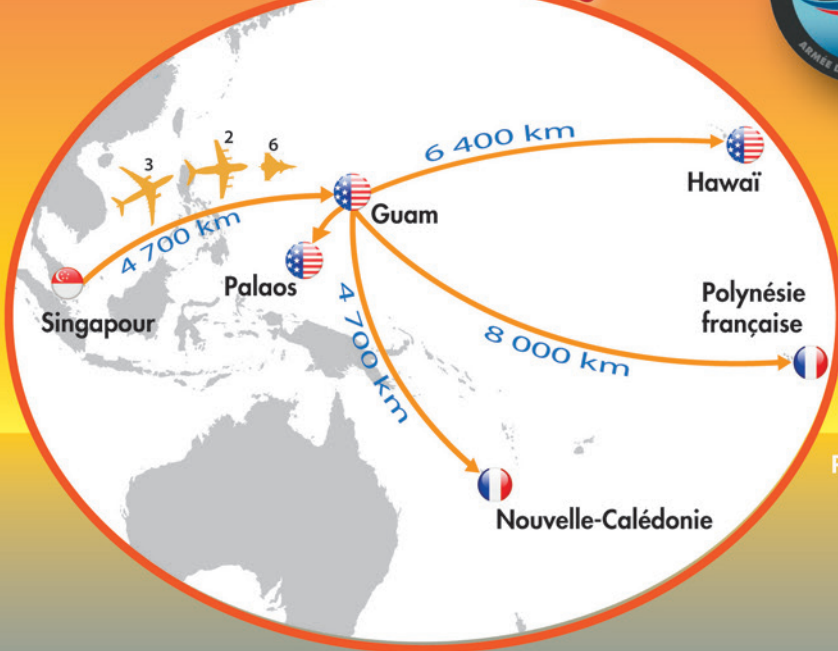 ARMÉE
3
2
6
6 400 km
Hawaï
Guam
4 700 km
Palaos
Singapour
4 700 km
8 000 km
Polynésie
française
Nouvelle-Calédonie